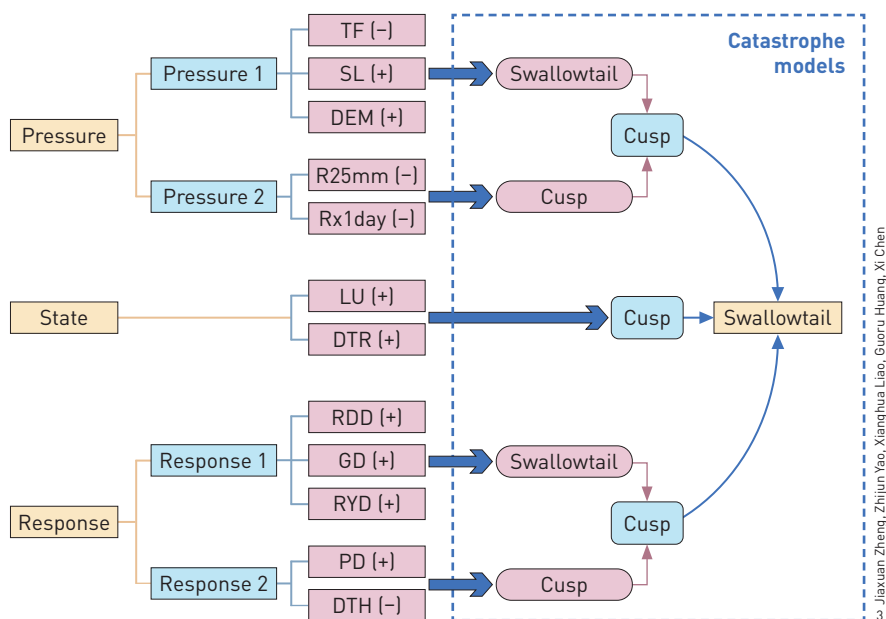 Catastrophe
models
TF (–)
Pressure 1
SL (+)
Swallowtail
DEM (+)
Cusp
Pressure
R25mm (–)
Pressure 2
Cusp
Rx1day (–)
LU (+)
State
Cusp
Swallowtail
DTR (+)
RDD (+)
Response 1
GD (+)
Swallowtail
RYD (+)
Cusp
Response
PD (+)
Response 2
Cusp
DTH (–)
3 Jiaxuan Zheng, Zhijun Yao, Xianghua Liao, Guoru Huang, Xi Chen